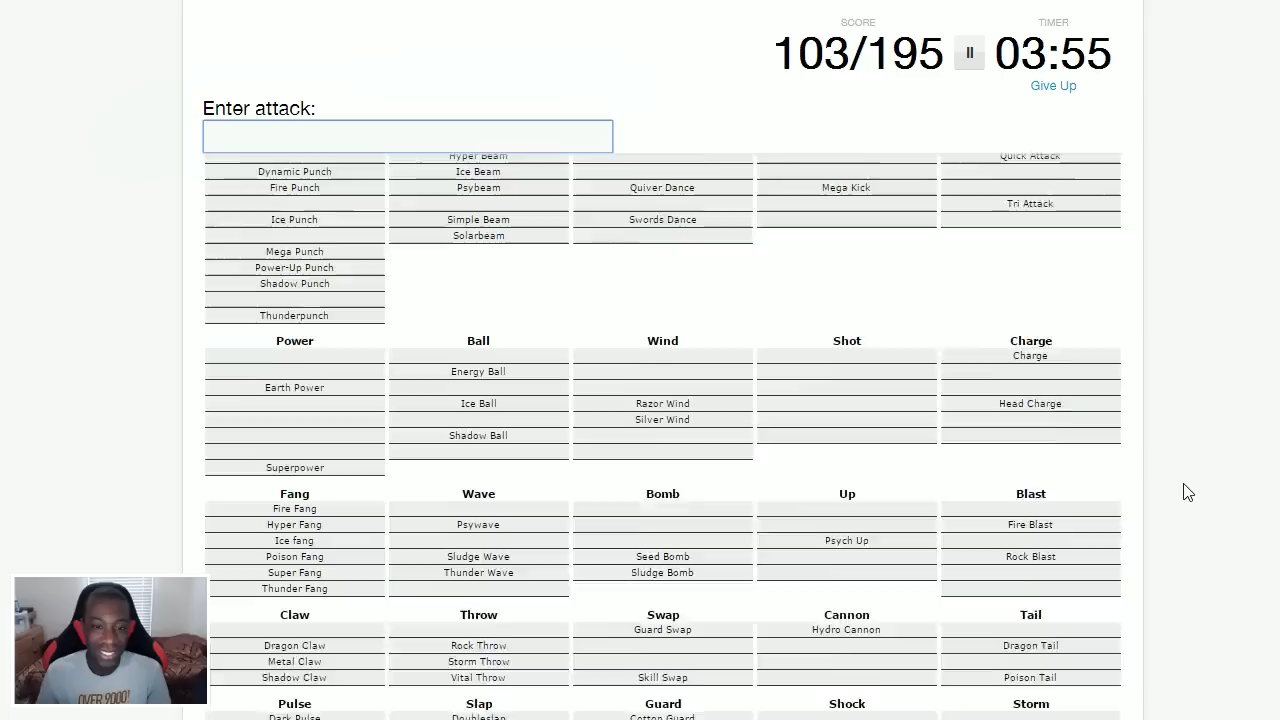 SCORE TIMER
103/195 II 03:55
Give Up
Enter attack:
Hyper Beam Quick Attack
Dynamic Punch Ice Beam
Fire Punch Psybeam Quiver Dance Mega Kick
Tri Attack
Ice Punch Simple Beam Swords Dance
Solarbeam
Mega Punch
Power-Up Punch
Shadow Punch
Thunderpunch
Power Ball Wind Shot Charge
Charge
Energy Ball
Earth Power
Ice Ball Razor Wind Head Charge
Silver Wind
Shadow Ball
Superpower
Fang Wave Bomb Up Blast
Fire Fang
Hyper Fang Psywave Fire Blast
Ice fang Psych Up
Poison Fang Sludge Wave Seed Bomb Rock Blast
Super Fang Thunder Wave Sludge Bomb
Thunder Fang
Claw Throw Swap Cannon Tail
Guard Swap Hydro Cannon
Dragon Claw Rock Throw Dragon Tail
Metal Claw Storm Throw
Shadow Claw Vital Throw Skill Swap Poison Tail
Pulse Slap Guard Shock Storm
Dark Pulse Doubleslap Cotton Guard
OVER 9000!